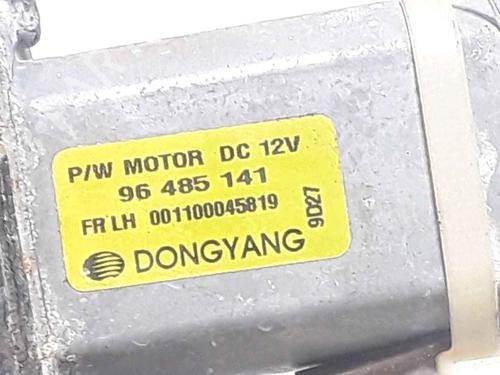 P/W MOTOR DC 12V
96 485 141
FR LH 001100045819
9D27
DONGYANG